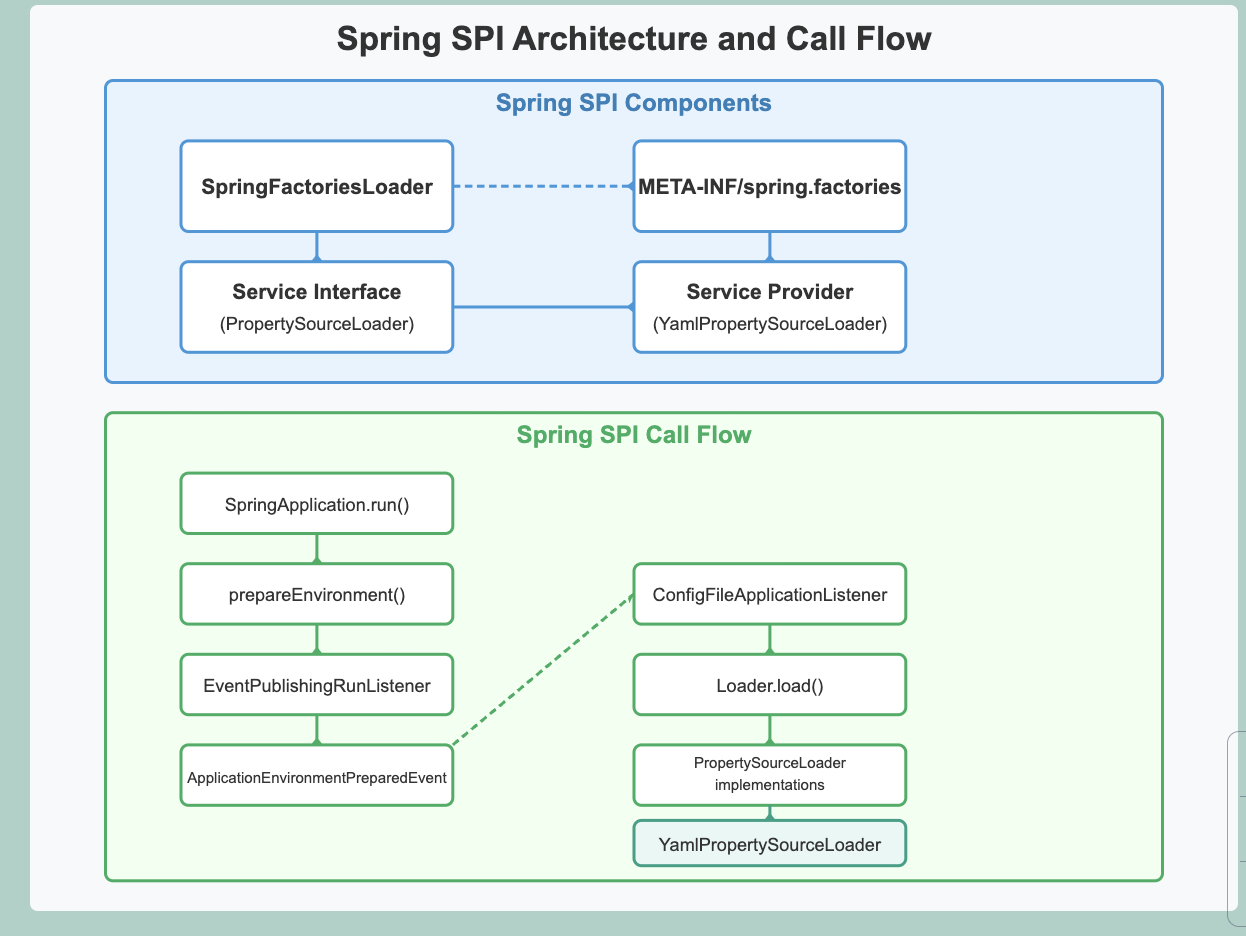 Spring SPI Architecture and Call Flow
Spring SPI Components
SpringFactoriesLoader
META-INF/spring.factories
Service Interface
(PropertySourceLoader)
Service Provider
(YamlPropertySourceLoader)
Spring SPI Call Flow
SpringApplication.run()
prepareEnvironment()
EventPublishingRunListener
ApplicationEnvironmentPreparedEvent
ConfigFileApplicationListener
Loader.load()
PropertySourceLoader
implementations
YamlPropertySourceLoader